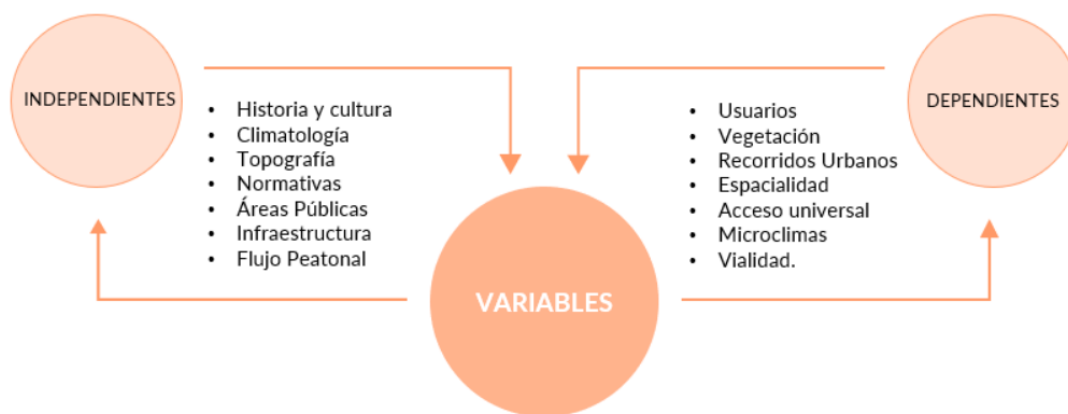 INDEPENDIENTES
• Historia y cultura
• Climatología
• Topografía
• Normativas
• Áreas Públicas
• Infraestructura
• Flujo Peatonal
DEPENDIENTES
• Usuarios
• Vegetación
• Recorridos Urbanos
• Espacialidad
• Acceso universal
• Microclimas
• Vialidad.
VARIABLES